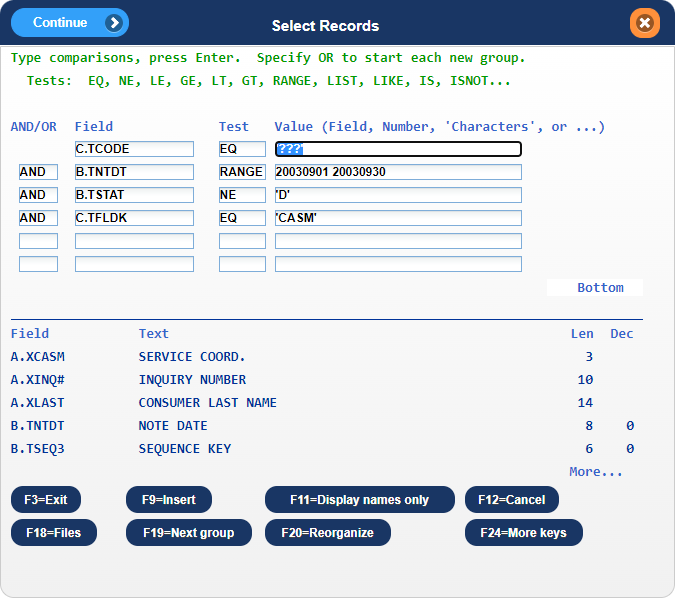 Continue
Select Records
Type comparisons, press Enter.  Specify OR to start each new group.
Tests:  EQ, NE, LE, GE, LT, GT, RANGE, LIST, LIKE, IS, ISNOT...
AND/OR  Field  Test  Value (Field, Number, 'Characters', or ...)
C.TCODE  EQ  '???'
AND  B.TNTDT  RANGE  20030901 20030930
AND  B.TSTAT  NE  'D'
AND  C.TFLDK  EQ  'CASM'
Bottom
Field  Text  Len  Dec
A.XCASM  SERVICE COORD.  3
A.XINQ#  INQUIRY NUMBER  10
A.XLAST  CONSUMER LAST NAME  14
B.TNTDT  NOTE DATE  8  0
B.TSEQ3  SEQUENCE KEY  6  0
More...
F3=Exit  F9=Insert  F11=Display names only  F12=Cancel
F18=Files  F19=Next group  F20=Reorganize  F24=More keys